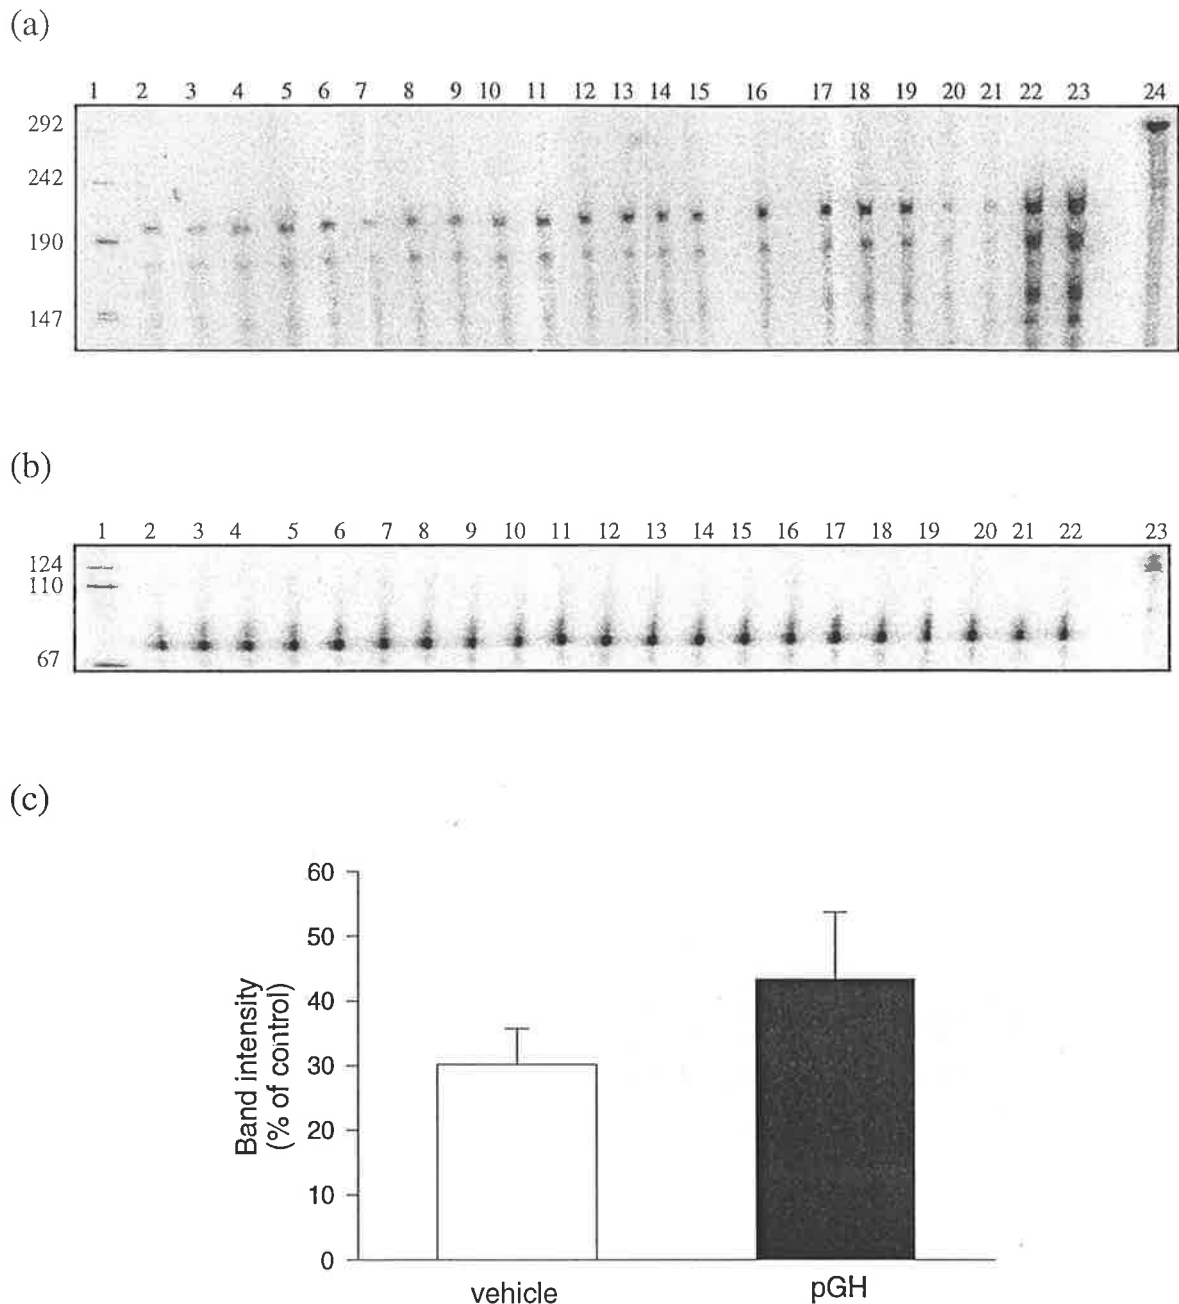 (a)
1 2 3 4 5 6 7 8 9 10 11 12 13 14 15 16 17 18 19 20 21 22 23 24
292
242
190
147
(b)
1 2 3 4 5 6 7 8 9 10 11 12 13 14 15 16 17 18 19 20 21 22 23
124
110
67
(c)
60
50
40
30
20
10
0
Band intensity
(% of control)
vehicle pGH